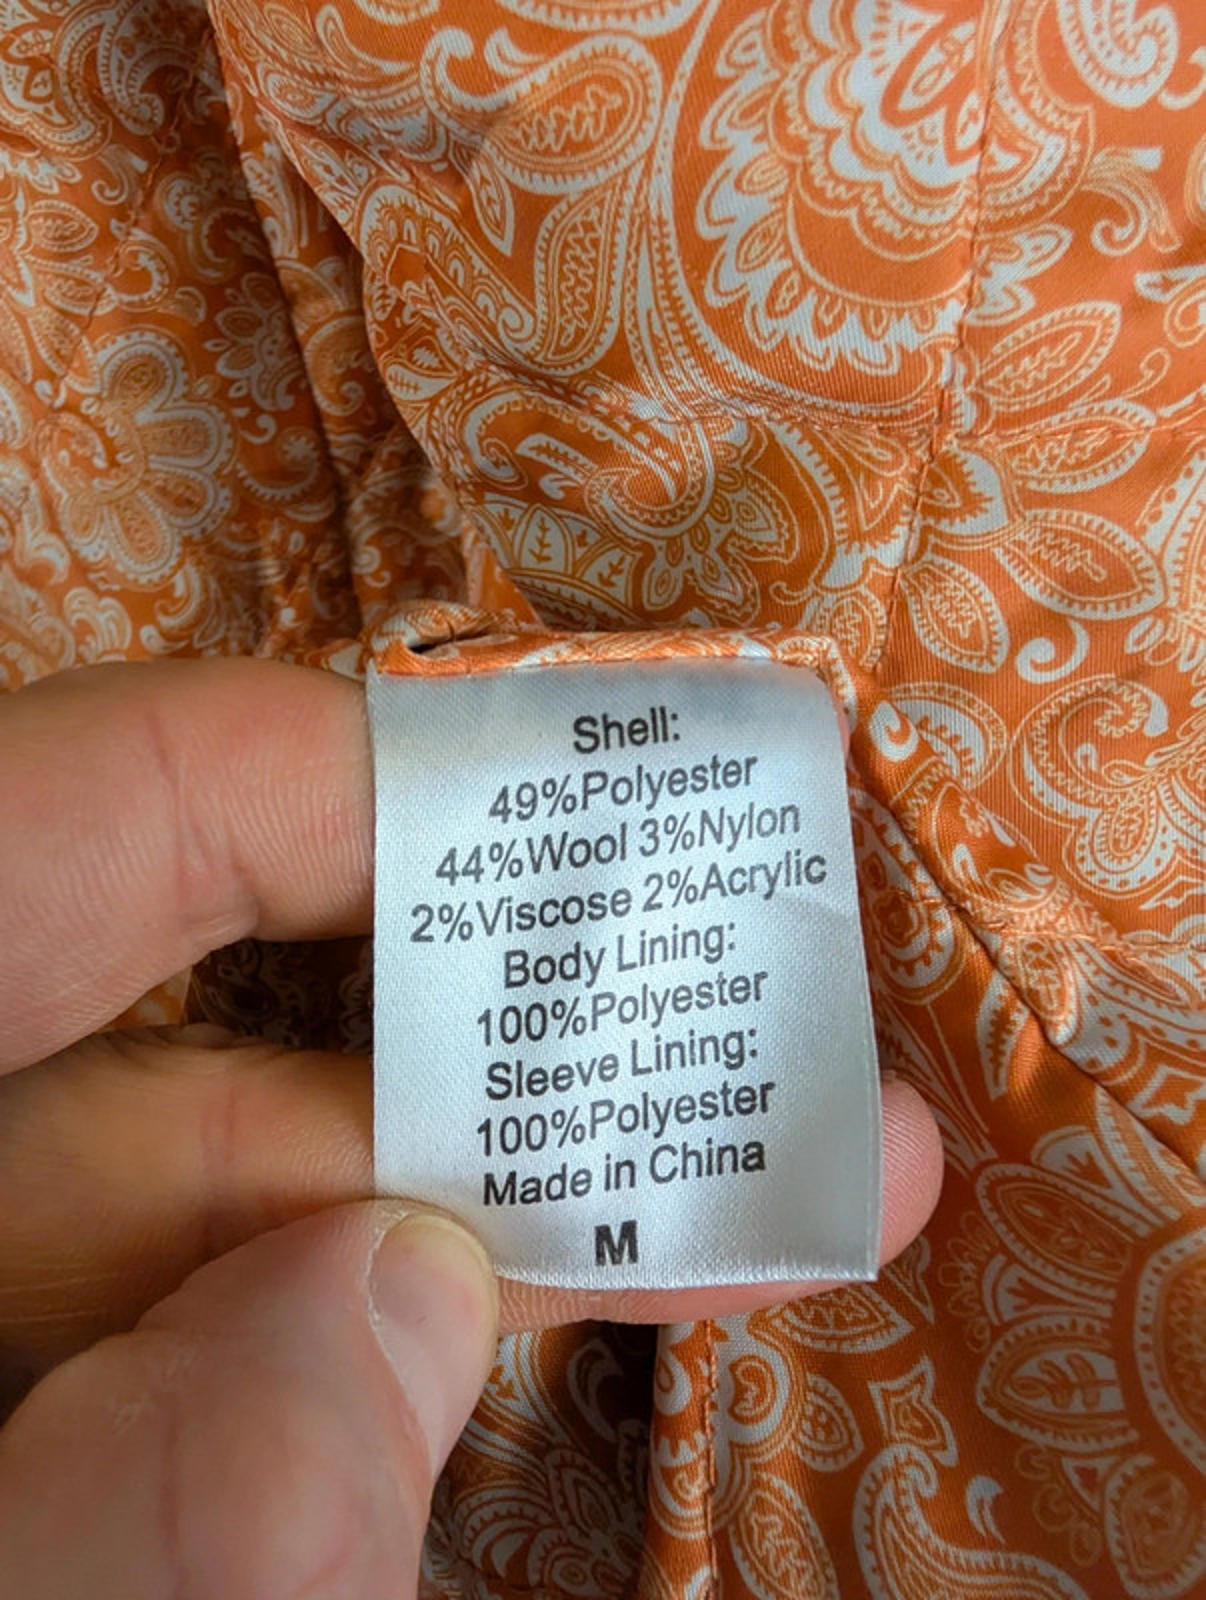 Shell:
49%Polyester
44%Wool 3%Nylon
2%Viscose 2%Acrylic
Body Lining:
100%Polyester
Sleeve Lining:
100%Polyester
Made in China
M